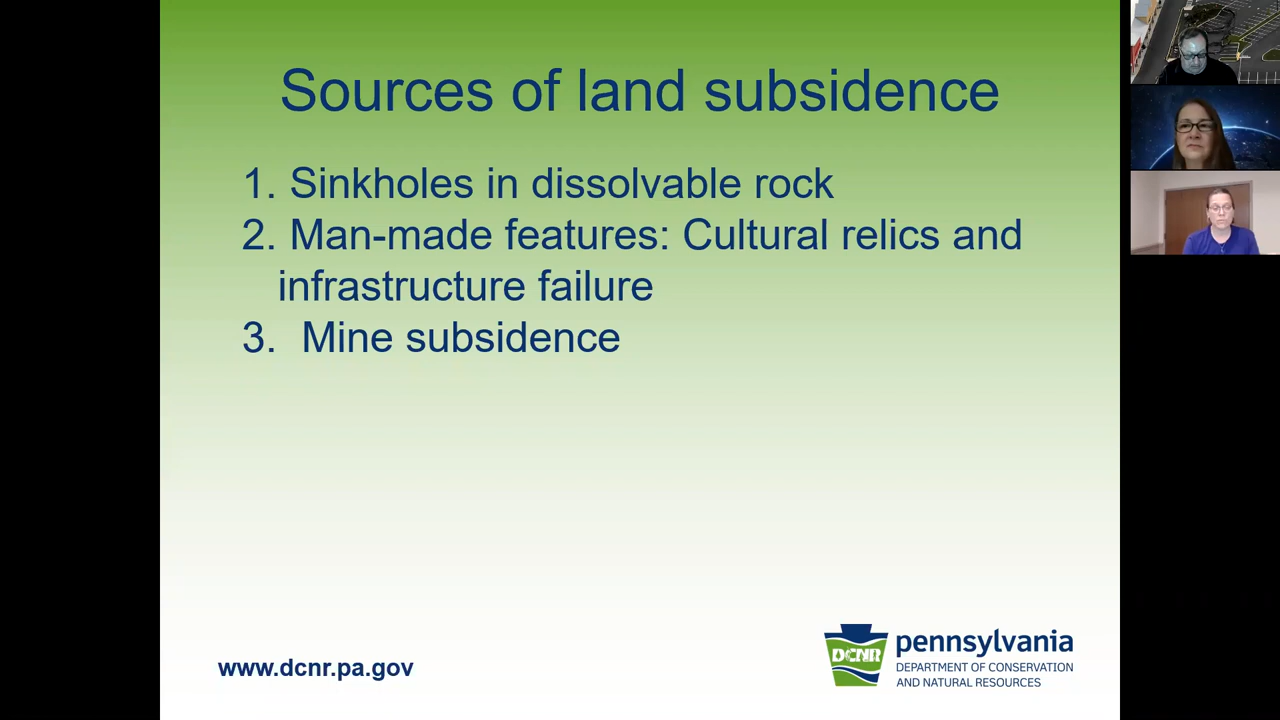 Sources of land subsidence
1. Sinkholes in dissolvable rock
2. Man-made features: Cultural relics and
infrastructure failure
3. Mine subsidence
www.dcnr.pa.gov
DCNR
pennsylvania
DEPARTMENT OF CONSERVATION
AND NATURAL RESOURCES